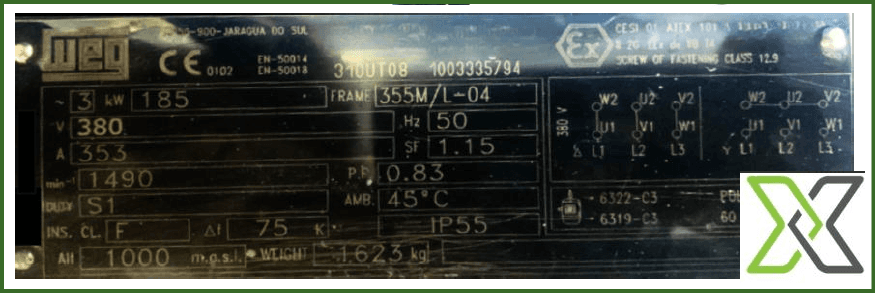 weg
-900-JARAGUA DO SUL
CE 0102
EN-50014
EN-50018
310UT08 1003335794
Ex
CESI 01 ATEX
SCREW OF FASTENING CLASS 12.9
~ 3 kW 185 FRAME 355M/L-04
V 380 Hz 50
A 353 SF 1.15
min-1 1490 P.F. 0.83
DUTY S1 AMB. 45°C
INS. CL. F Δt 75 K IP55
Alt 1000 m.a.s.l. WEIGHT 1623 kg
380 V
W2 U2 V2 W2 U2 V2
U1 V1 W1 U1 V1 W1
Δ L1 L2 L3 Y L1 L2 L3
6322-C3
6319-C3 60